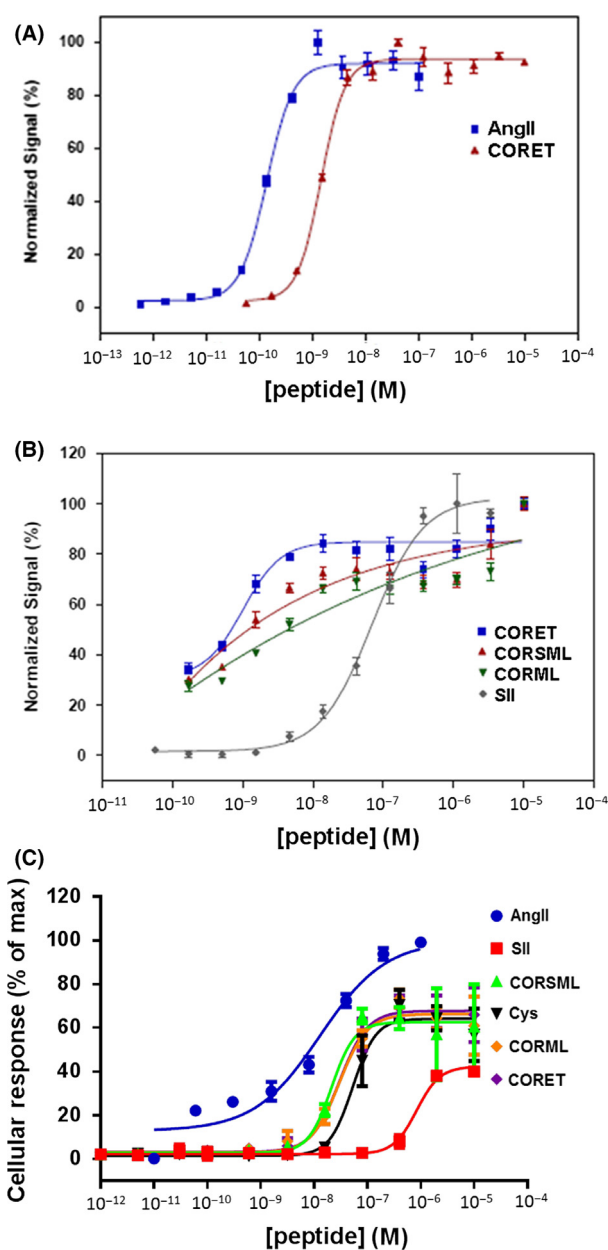 (A)
Normalized Signal (%)
100
80
60
40
20
0
AngII
CORET
10⁻¹³ 10⁻¹² 10⁻¹¹ 10⁻¹⁰ 10⁻⁹ 10⁻⁸ 10⁻⁷ 10⁻⁶ 10⁻⁵ 10⁻⁴
[peptide] (M)
(B)
Normalized Signal (%)
120
100
80
60
40
20
0
CORET
CORSML
CORML
SII
10⁻¹¹ 10⁻¹⁰ 10⁻⁹ 10⁻⁸ 10⁻⁷ 10⁻⁶ 10⁻⁵ 10⁻⁴
[peptide] (M)
(C)
Cellular response (% of max)
120
100
80
60
40
20
0
AngII
SII
CORSML
Cys
CORML
CORET
10⁻¹² 10⁻¹¹ 10⁻¹⁰ 10⁻⁹ 10⁻⁸ 10⁻⁷ 10⁻⁶ 10⁻⁵ 10⁻⁴
[peptide] (M)